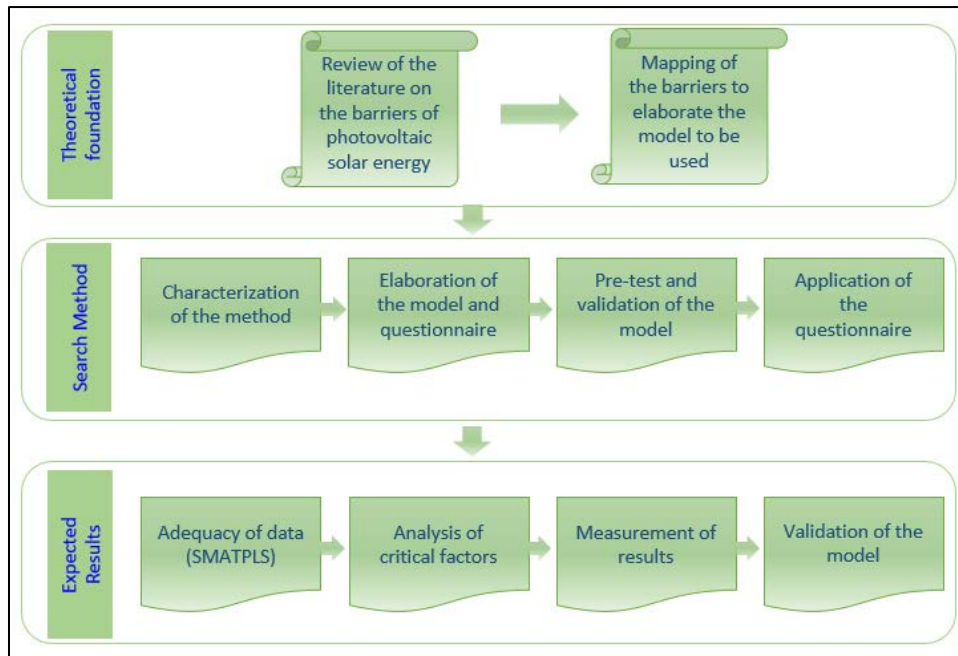 Theoretical
foundation
Review of the
literature on
the barriers of
photovoltaic
solar energy
Mapping of
the barriers to
elaborate the
model to be
used
Search Method
Characterization
of the method
Elaboration of
the model and
questionnaire
Pre-test and
validation of the
model
Application of
the
questionnaire
Expected
Results
Adequacy of data
(SMATPLS)
Analysis of
critical factors
Measurement of
results
Validation of the
model